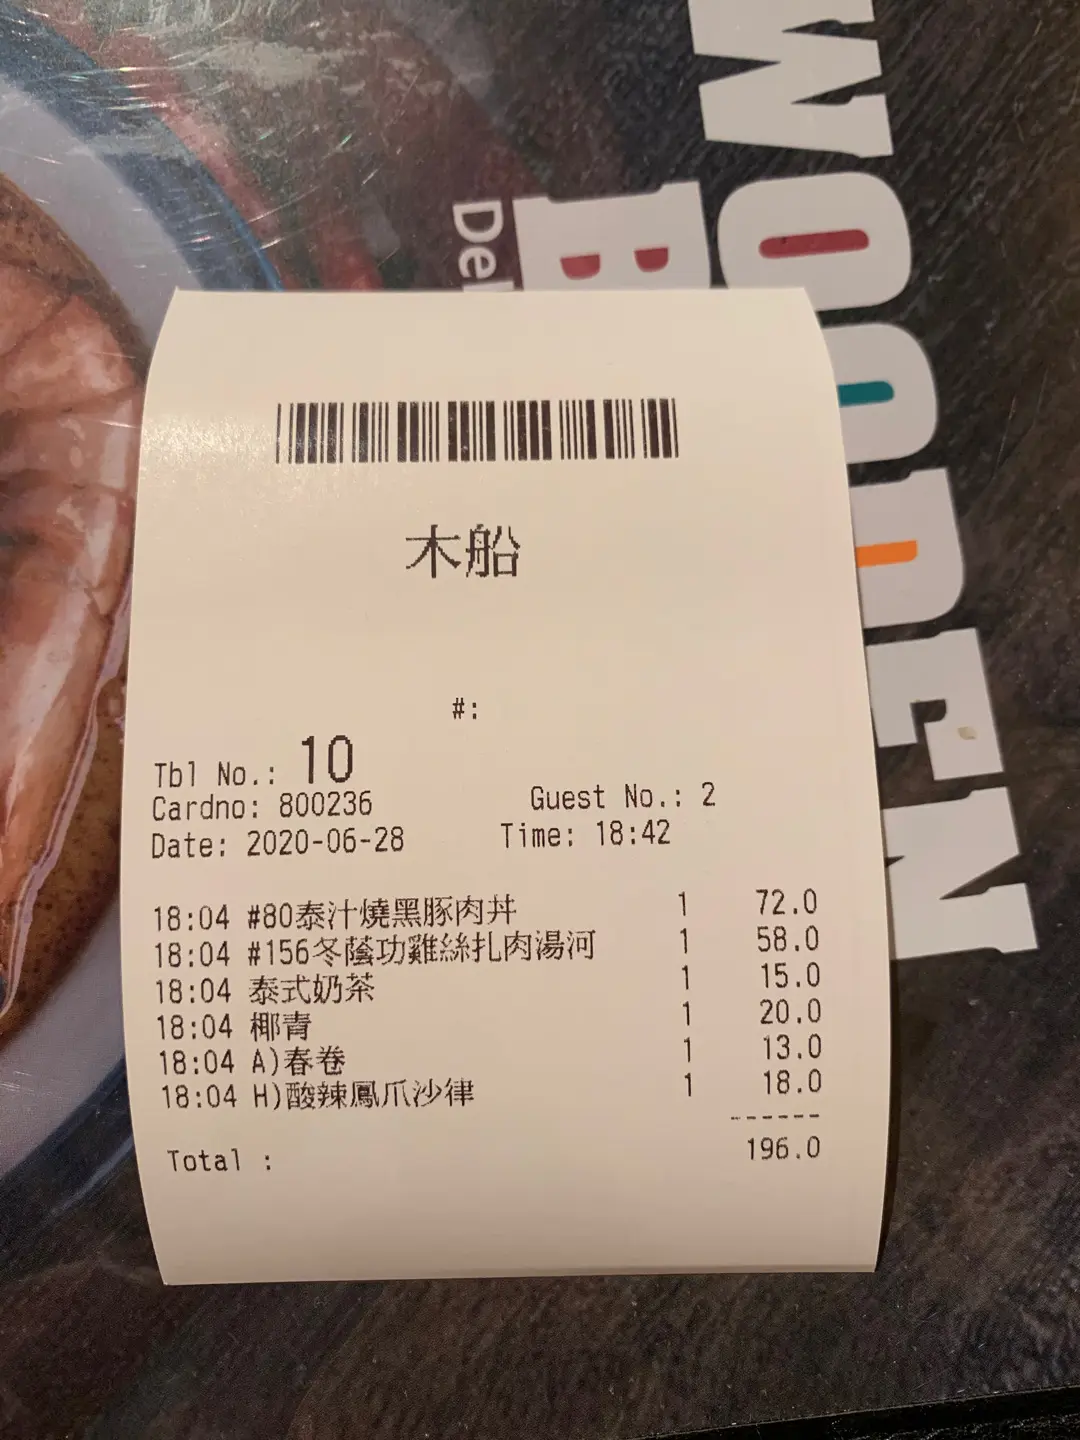 WOODEN
B
De
木船
#:
Tbl No.: 10
Cardno: 800236 Guest No.: 2
Date: 2020-06-28 Time: 18:42
18:04 #80泰汁燒黑豚肉丼 1 72.0
18:04 #156冬蔭功雞絲扎肉湯河 1 58.0
18:04 泰式奶茶 1 15.0
18:04 椰青 1 20.0
18:04 A)春卷 1 13.0
18:04 H)酸辣鳳爪沙律 1 18.0
------
Total : 196.0